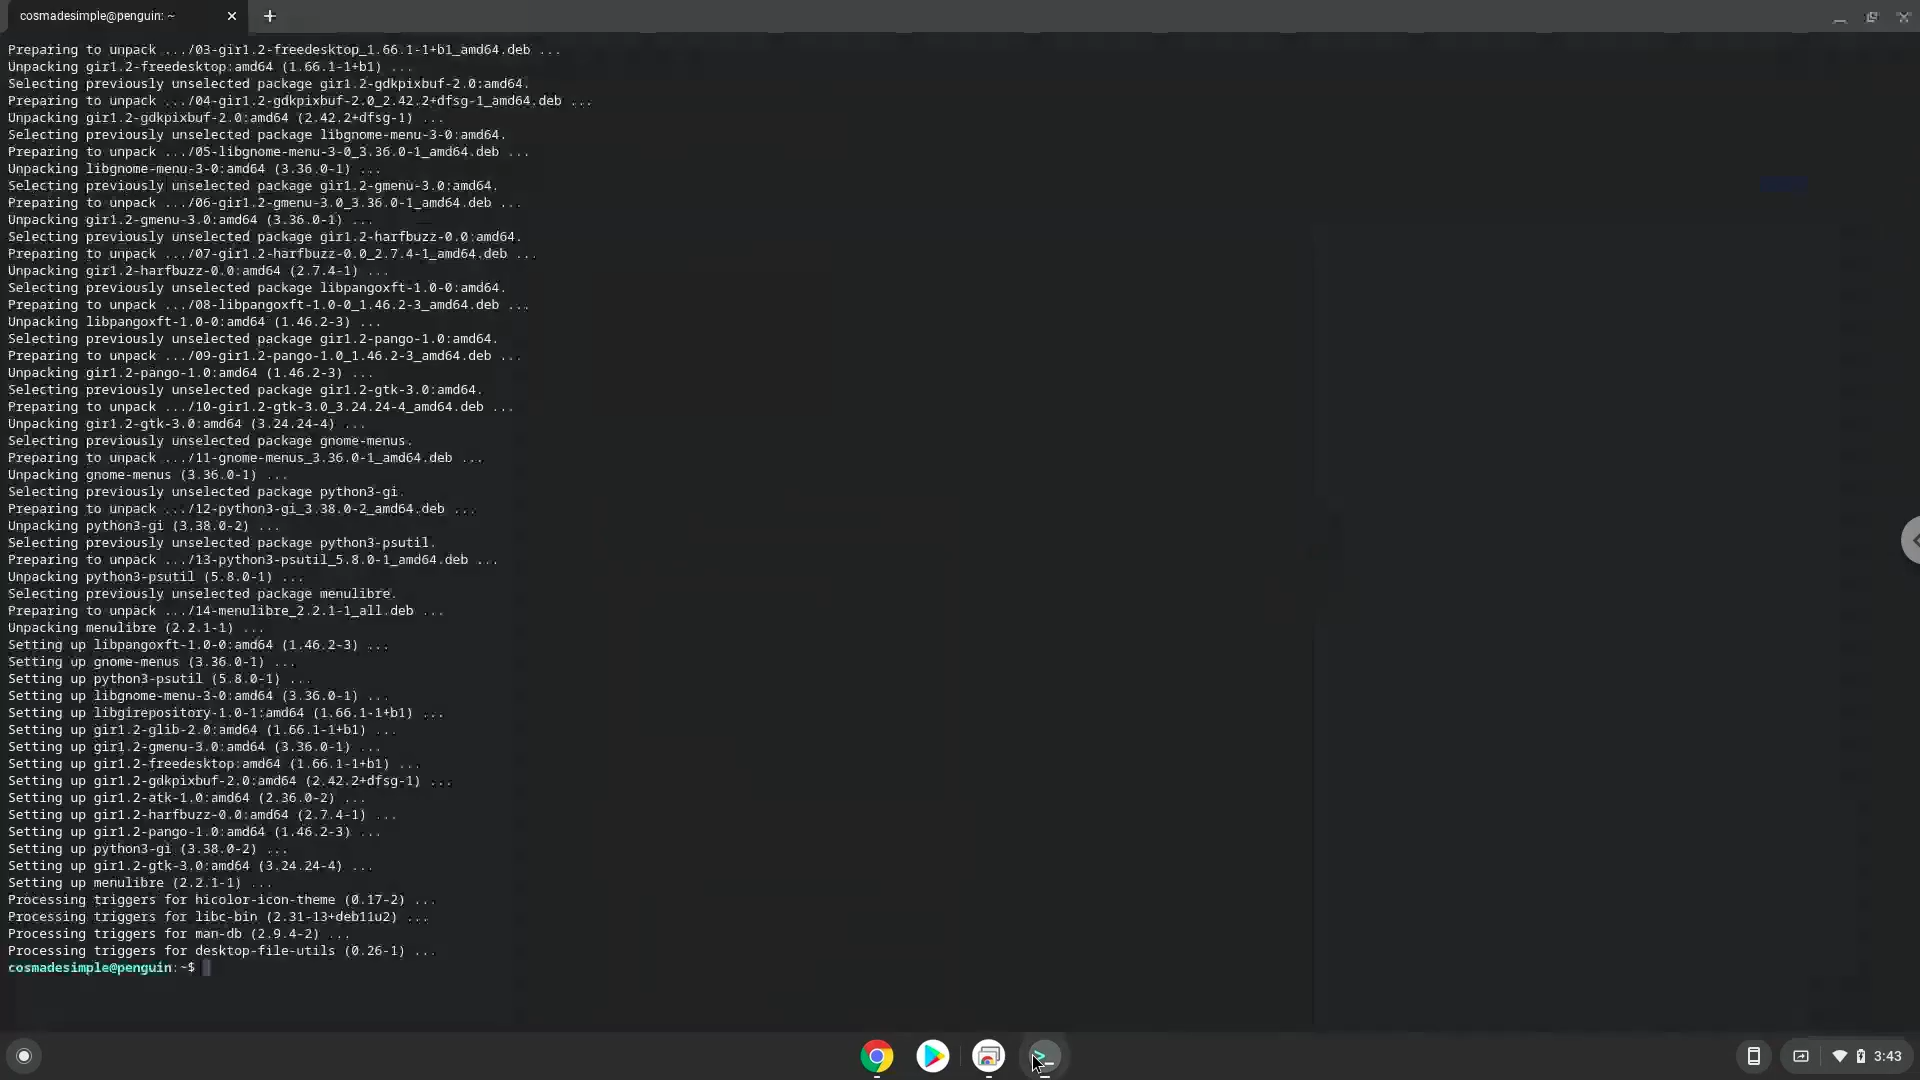 cosmadesimple@penguin: ~
Preparing to unpack .../03-gir1.2-freedesktop_1.66.1-1+b1_amd64.deb ...
Unpacking gir1.2-freedesktop:amd64 (1.66.1-1+b1) ...
Selecting previously unselected package gir1.2-gdkpixbuf-2.0:amd64.
Preparing to unpack .../04-gir1.2-gdkpixbuf-2.0_2.42.2+dfsg-1_amd64.deb ...
Unpacking gir1.2-gdkpixbuf-2.0:amd64 (2.42.2+dfsg-1) ...
Selecting previously unselected package libgnome-menu-3-0:amd64.
Preparing to unpack .../05-libgnome-menu-3-0_3.36.0-1_amd64.deb ...
Unpacking libgnome-menu-3-0:amd64 (3.36.0-1) ...
Selecting previously unselected package gir1.2-gmenu-3.0:amd64.
Preparing to unpack .../06-gir1.2-gmenu-3.0_3.36.0-1_amd64.deb ...
Unpacking gir1.2-gmenu-3.0:amd64 (3.36.0-1) ...
Selecting previously unselected package gir1.2-harfbuzz-0.0:amd64.
Preparing to unpack .../07-gir1.2-harfbuzz-0.0_2.7.4-1_amd64.deb ...
Unpacking gir1.2-harfbuzz-0.0:amd64 (2.7.4-1) ...
Selecting previously unselected package libpangoxft-1.0-0:amd64.
Preparing to unpack .../08-libpangoxft-1.0-0_1.46.2-3_amd64.deb ...
Unpacking libpangoxft-1.0-0:amd64 (1.46.2-3) ...
Selecting previously unselected package gir1.2-pango-1.0:amd64.
Preparing to unpack .../09-gir1.2-pango-1.0_1.46.2-3_amd64.deb ...
Unpacking gir1.2-pango-1.0:amd64 (1.46.2-3) ...
Selecting previously unselected package gir1.2-gtk-3.0:amd64.
Preparing to unpack .../10-gir1.2-gtk-3.0_3.24.24-4_amd64.deb ...
Unpacking gir1.2-gtk-3.0:amd64 (3.24.24-4) ...
Selecting previously unselected package gnome-menus.
Preparing to unpack .../11-gnome-menus_3.36.0-1_amd64.deb ...
Unpacking gnome-menus (3.36.0-1) ...
Selecting previously unselected package python3-gi.
Preparing to unpack .../12-python3-gi_3.38.0-2_amd64.deb ...
Unpacking python3-gi (3.38.0-2) ...
Selecting previously unselected package python3-psutil.
Preparing to unpack .../13-python3-psutil_5.8.0-1_amd64.deb ...
Unpacking python3-psutil (5.8.0-1) ...
Selecting previously unselected package menulibre.
Preparing to unpack .../14-menulibre_2.2.1-1_all.deb ...
Unpacking menulibre (2.2.1-1) ...
Setting up libpangoxft-1.0-0:amd64 (1.46.2-3) ...
Setting up gnome-menus (3.36.0-1) ...
Setting up python3-psutil (5.8.0-1) ...
Setting up libgnome-menu-3-0:amd64 (3.36.0-1) ...
Setting up libgirepository-1.0-1:amd64 (1.66.1-1+b1) ...
Setting up gir1.2-glib-2.0:amd64 (1.66.1-1+b1) ...
Setting up gir1.2-gmenu-3.0:amd64 (3.36.0-1) ...
Setting up gir1.2-freedesktop:amd64 (1.66.1-1+b1) ...
Setting up gir1.2-gdkpixbuf-2.0:amd64 (2.42.2+dfsg-1) ...
Setting up gir1.2-atk-1.0:amd64 (2.36.0-2) ...
Setting up gir1.2-harfbuzz-0.0:amd64 (2.7.4-1) ...
Setting up gir1.2-pango-1.0:amd64 (1.46.2-3) ...
Setting up python3-gi (3.38.0-2) ...
Setting up gir1.2-gtk-3.0:amd64 (3.24.24-4) ...
Setting up menulibre (2.2.1-1) ...
Processing triggers for hicolor-icon-theme (0.17-2) ...
Processing triggers for libc-bin (2.31-13+deb11u2) ...
Processing triggers for man-db (2.9.4-2) ...
Processing triggers for desktop-file-utils (0.26-1) ...
cosmadesimple@penguin:~$
3:43